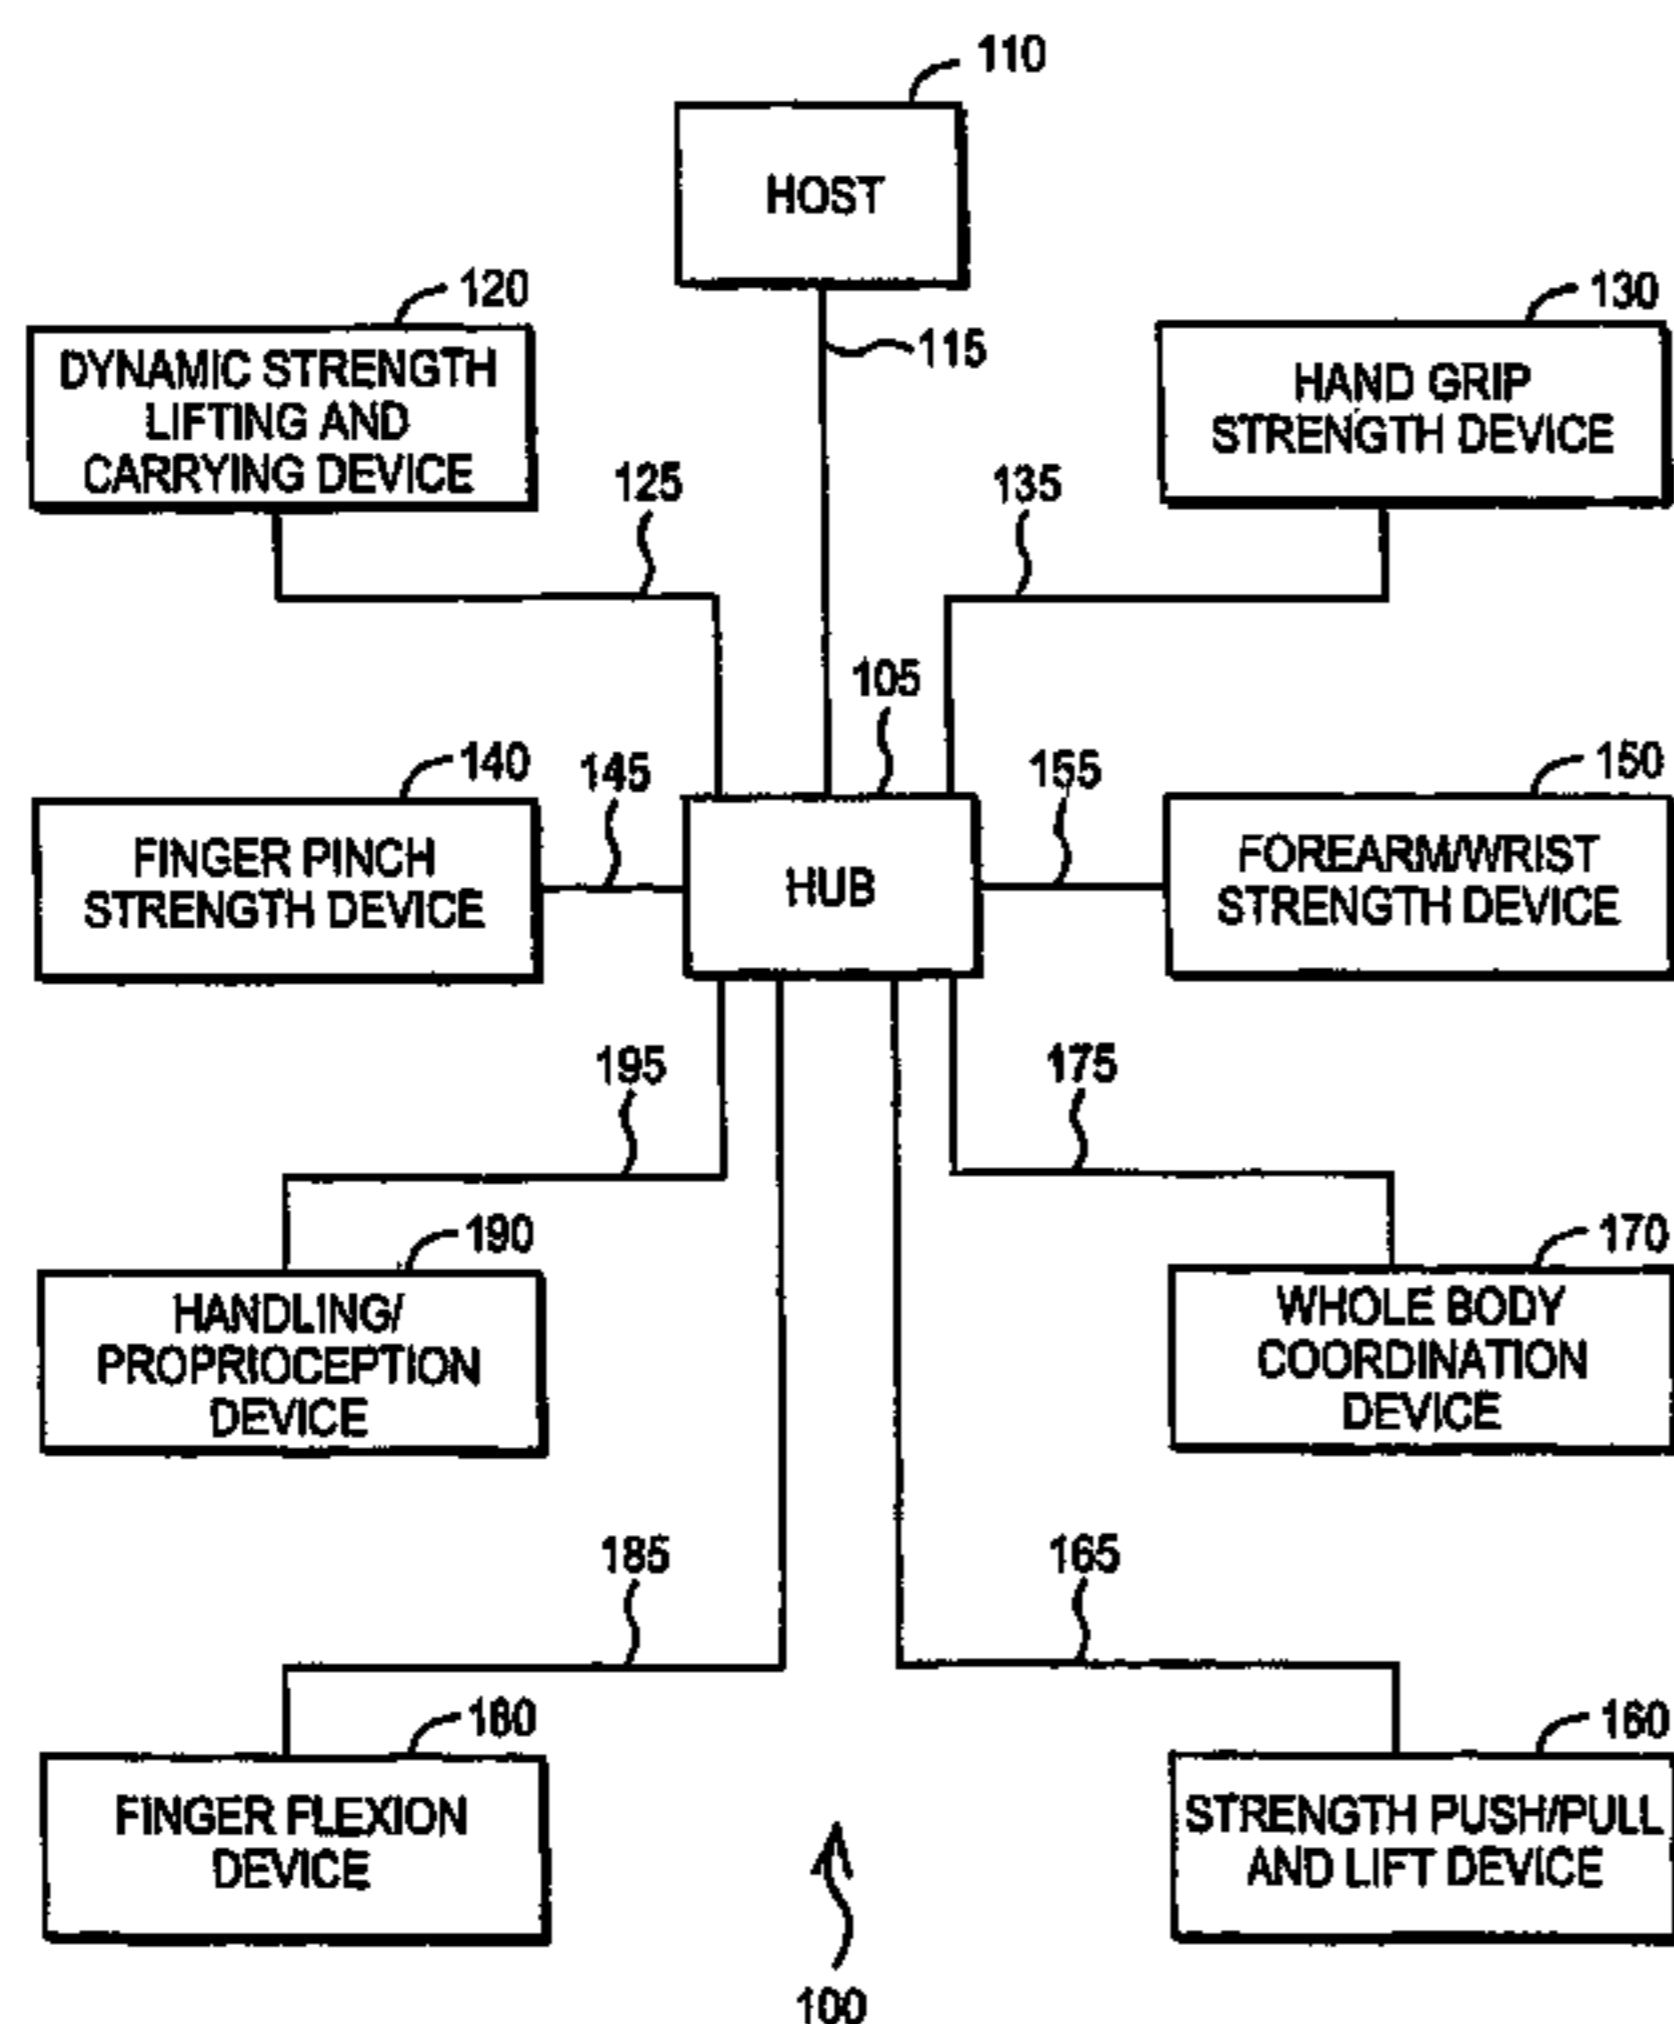 110
HOST
120
130
115
DYNAMIC STRENGTH
LIFTING AND
CARRYING DEVICE
HAND GRIP
STRENGTH DEVICE
125
135
105
140
145
155
150
FINGER PINCH
STRENGTH DEVICE
HUB
FOREARM/WRIST
STRENGTH DEVICE
195
175
190
170
HANDLING/
PROPRIOCEPTION
DEVICE
WHOLE BODY
COORDINATION
DEVICE
185
165
180
160
FINGER FLEXION
DEVICE
STRENGTH PUSH/PULL
AND LIFT DEVICE
100